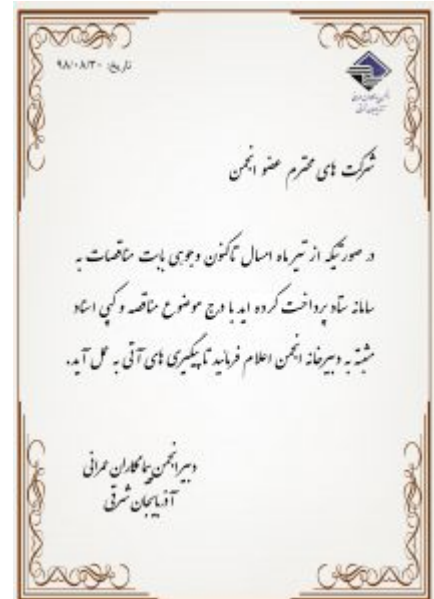 تاریخ: ۹۸/۰۸/۳۰
شرکت های محترم عضو انجمن
در صورتیکه از تیر ماه امسال تاکنون وجوهی بابت مناقصات به
سامانه ستاد پرداخت کرده اید با درج موضوع مناقصه و کپی اسناد
مثبته به دبیرخانه انجمن اعلام فرمایید تا پیگیری های آتی به عمل آید.
دبیر انجمن پیمانکاران عمرانی
آذربایجان شرقی